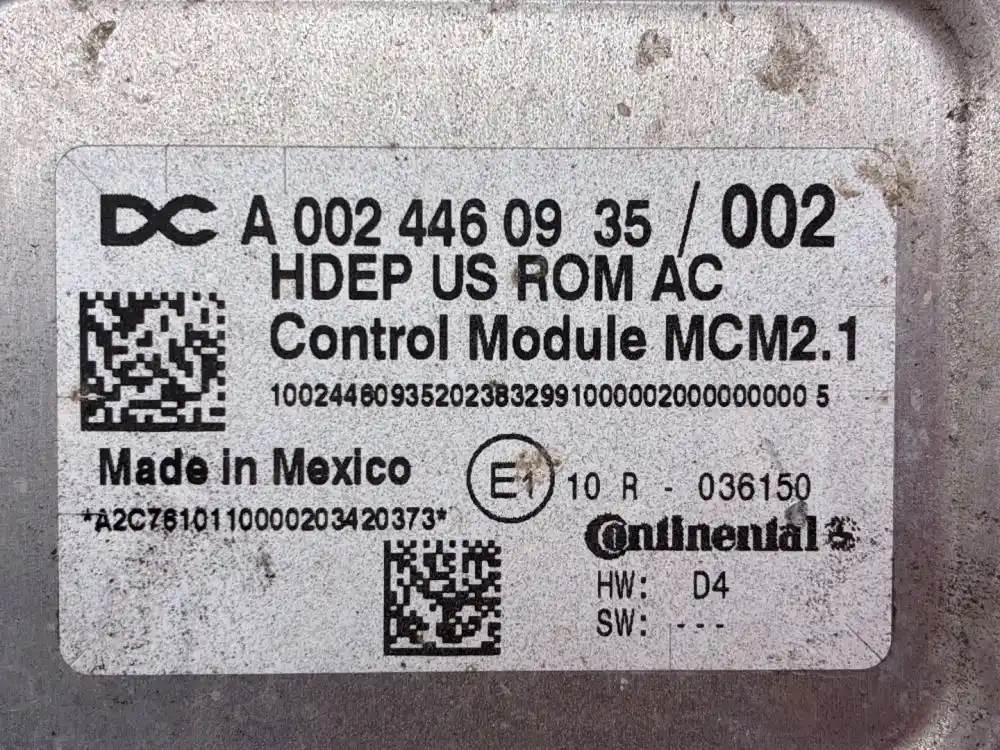 DC A 002 446 09 35 / 002
HDEP US ROM AC
Control Module MCM2.1
10024460935202383299100000200000000 5
Made in Mexico
E1 10 R - 036150
*A2C7610110000203420373*
Continental
HW: D4
SW: ---